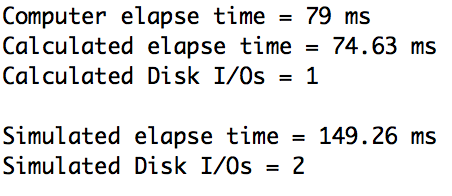 Computer elapse time = 79 ms
Calculated elapse time = 74.63 ms
Calculated Disk I/Os = 1
Simulated elapse time = 149.26 ms
Simulated Disk I/Os = 2